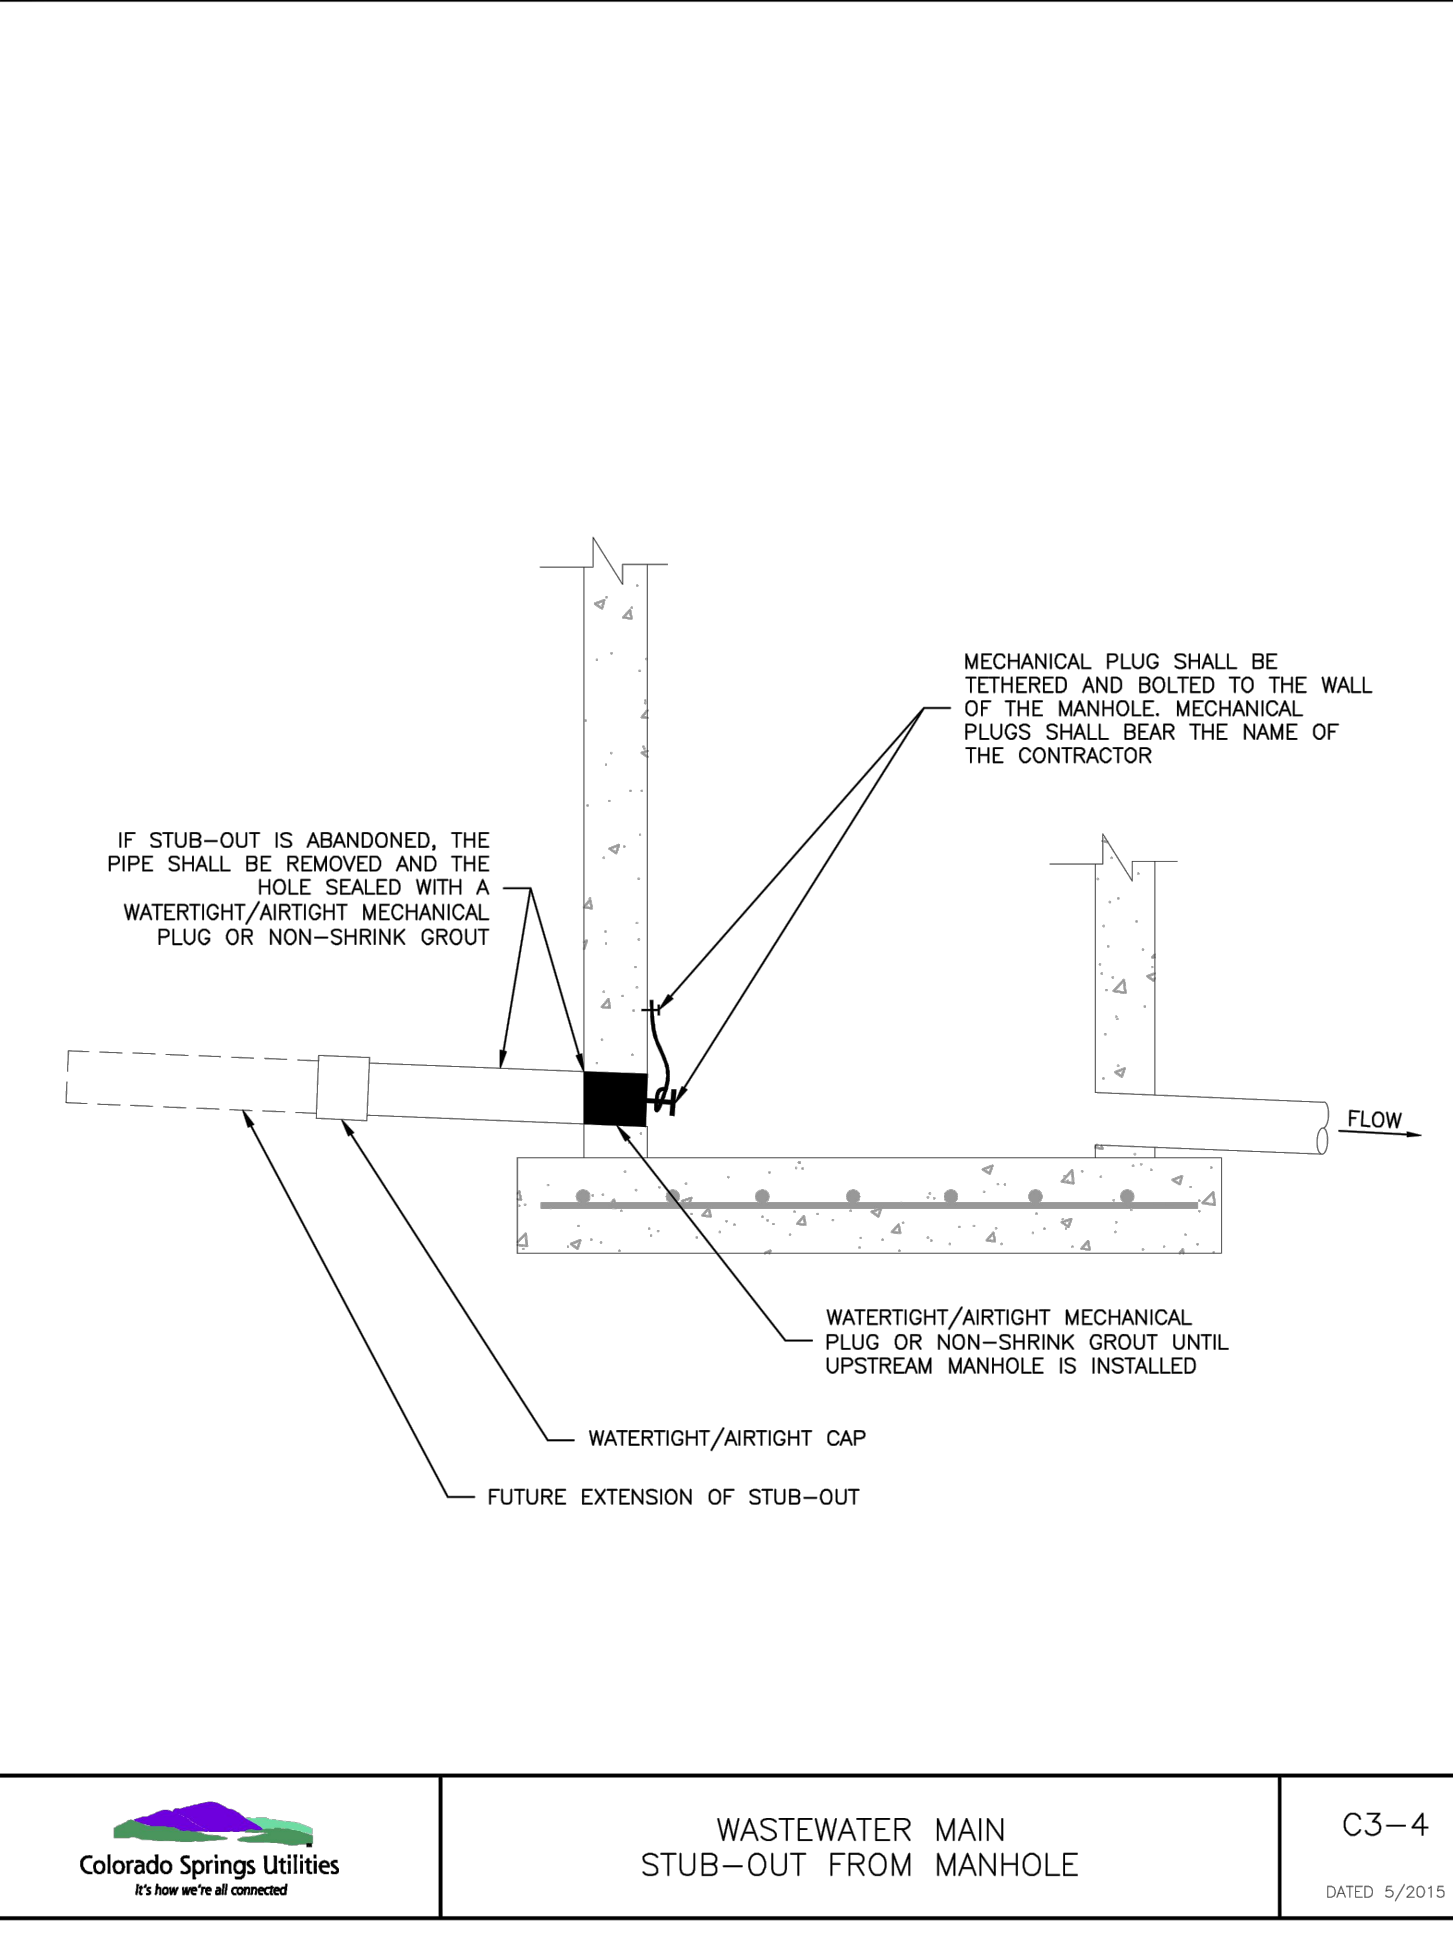 MECHANICAL PLUG SHALL BE
TETHERED AND BOLTED TO THE WALL
OF THE MANHOLE. MECHANICAL
PLUGS SHALL BEAR THE NAME OF
THE CONTRACTOR
IF STUB-OUT IS ABANDONED, THE
PIPE SHALL BE REMOVED AND THE
HOLE SEALED WITH A
WATERTIGHT/AIRTIGHT MECHANICAL
PLUG OR NON-SHRINK GROUT
FLOW
WATERTIGHT/AIRTIGHT MECHANICAL
PLUG OR NON-SHRINK GROUT UNTIL
UPSTREAM MANHOLE IS INSTALLED
WATERTIGHT/AIRTIGHT CAP
FUTURE EXTENSION OF STUB-OUT
Colorado Springs Utilities
It's how we're all connected
WASTEWATER MAIN
STUB-OUT FROM MANHOLE
C3-4
DATED 5/2015